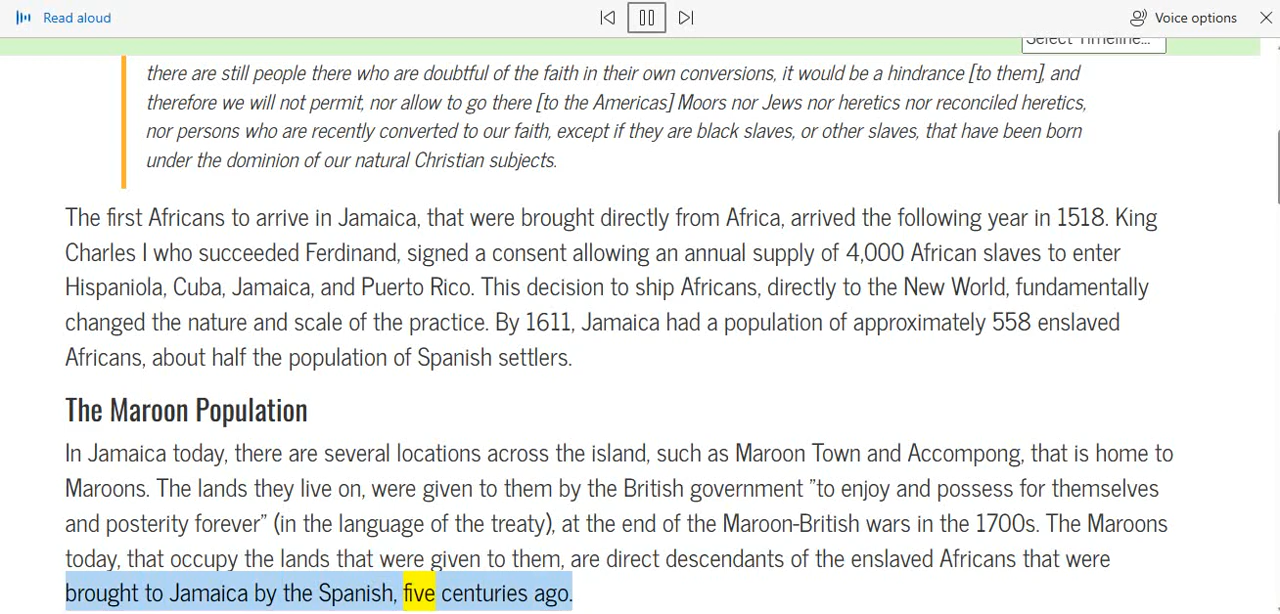 Read aloud
Voice options
Select Timeline...
there are still people there who are doubtful of the faith in their own conversions, it would be a hindrance [to them], and
therefore we will not permit, nor allow to go there [to the Americas] Moors nor Jews nor heretics nor reconciled heretics,
nor persons who are recently converted to our faith, except if they are black slaves, or other slaves, that have been born
under the dominion of our natural Christian subjects.
The first Africans to arrive in Jamaica, that were brought directly from Africa, arrived the following year in 1518. King
Charles I who succeeded Ferdinand, signed a consent allowing an annual supply of 4,000 African slaves to enter
Hispaniola, Cuba, Jamaica, and Puerto Rico. This decision to ship Africans, directly to the New World, fundamentally
changed the nature and scale of the practice. By 1611, Jamaica had a population of approximately 558 enslaved
Africans, about half the population of Spanish settlers.
The Maroon Population
In Jamaica today, there are several locations across the island, such as Maroon Town and Accompong, that is home to
Maroons. The lands they live on, were given to them by the British government "to enjoy and possess for themselves
and posterity forever" (in the language of the treaty), at the end of the Maroon-British wars in the 1700s. The Maroons
today, that occupy the lands that were given to them, are direct descendants of the enslaved Africans that were
brought to Jamaica by the Spanish, five centuries ago.